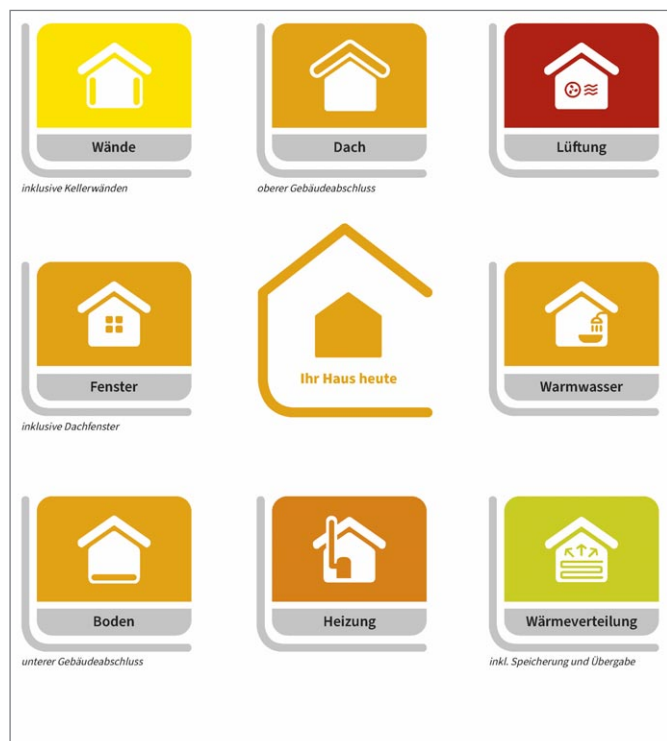 Wände
Dach
Lüftung
inklusive Kellerwänden
oberer Gebäudeabschluss
Ihr Haus heute
Fenster
Warmwasser
inklusive Dachfenster
Boden
Heizung
Wärmeverteilung
unterer Gebäudeabschluss
inkl. Speicherung und Übergabe